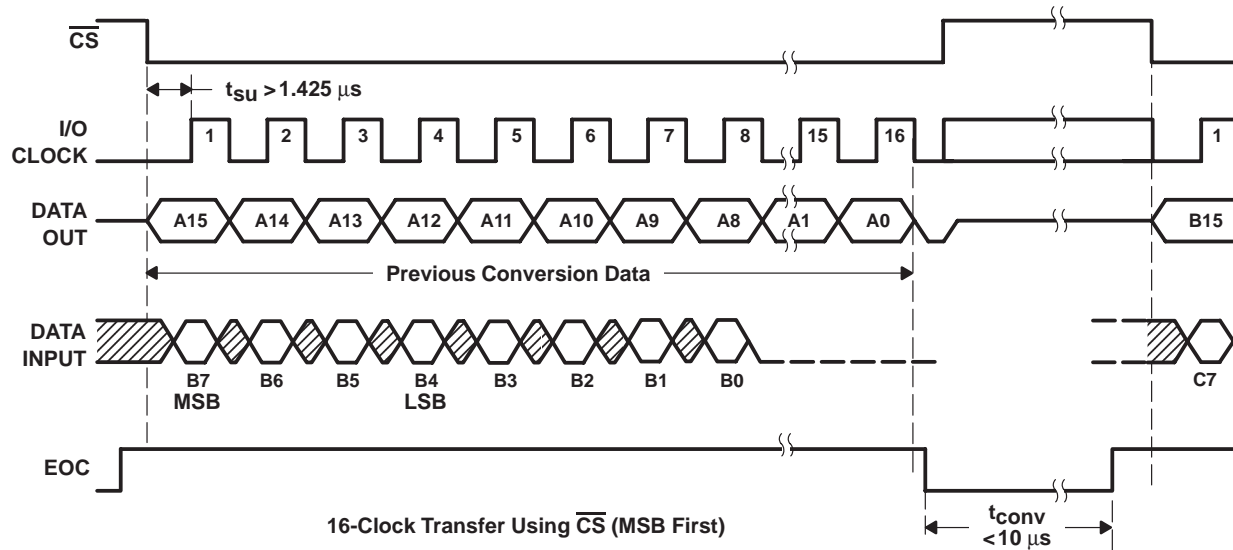 CS
t_su > 1.425 μs
I/O CLOCK
1 2 3 4 5 6 7 8 15 16 1
DATA OUT
A15 A14 A13 A12 A11 A10 A9 A8 A1 A0 B15
Previous Conversion Data
DATA INPUT
B7 B6 B5 B4 B3 B2 B1 B0 C7
MSB LSB
EOC
t_conv
<10 μs
16-Clock Transfer Using CS (MSB First)